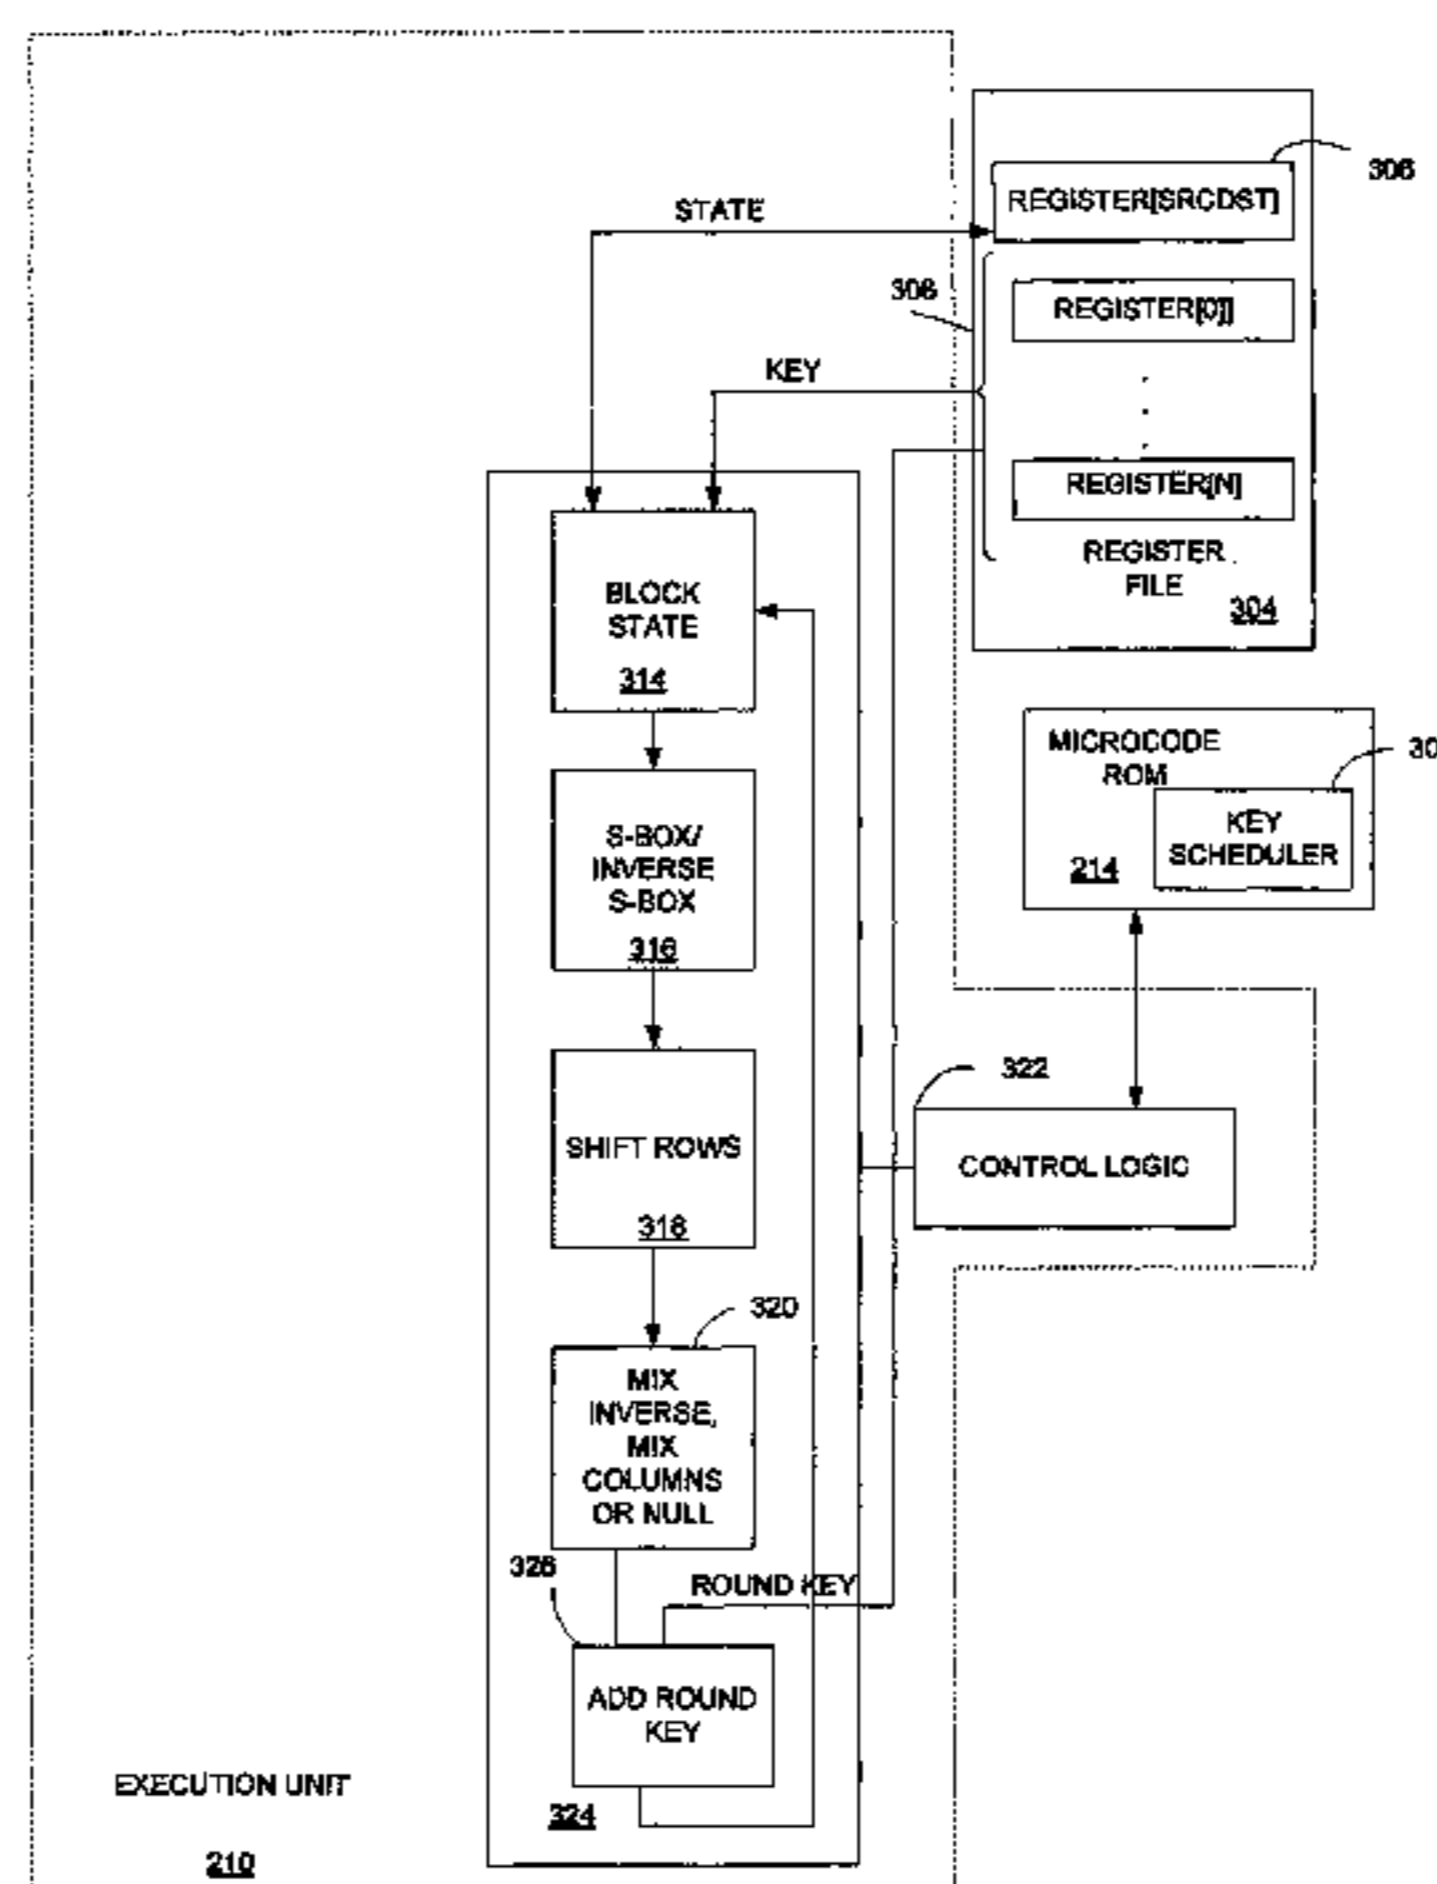 306
REGISTER[SRCDST]
STATE
308
REGISTER[0]]
KEY
REGISTER[N]
REGISTER
FILE
304
BLOCK
STATE
314
MICROCODE
ROM
30
KEY
SCHEDULER
214
S-BOX/
INVERSE
S-BOX
316
322
SHIFT ROWS
318
CONTROL LOGIC
320
MIX
INVERSE,
MIX
COLUMNS
OR NULL
326
ROUND KEY
ADD ROUND
KEY
324
EXECUTION UNIT
210